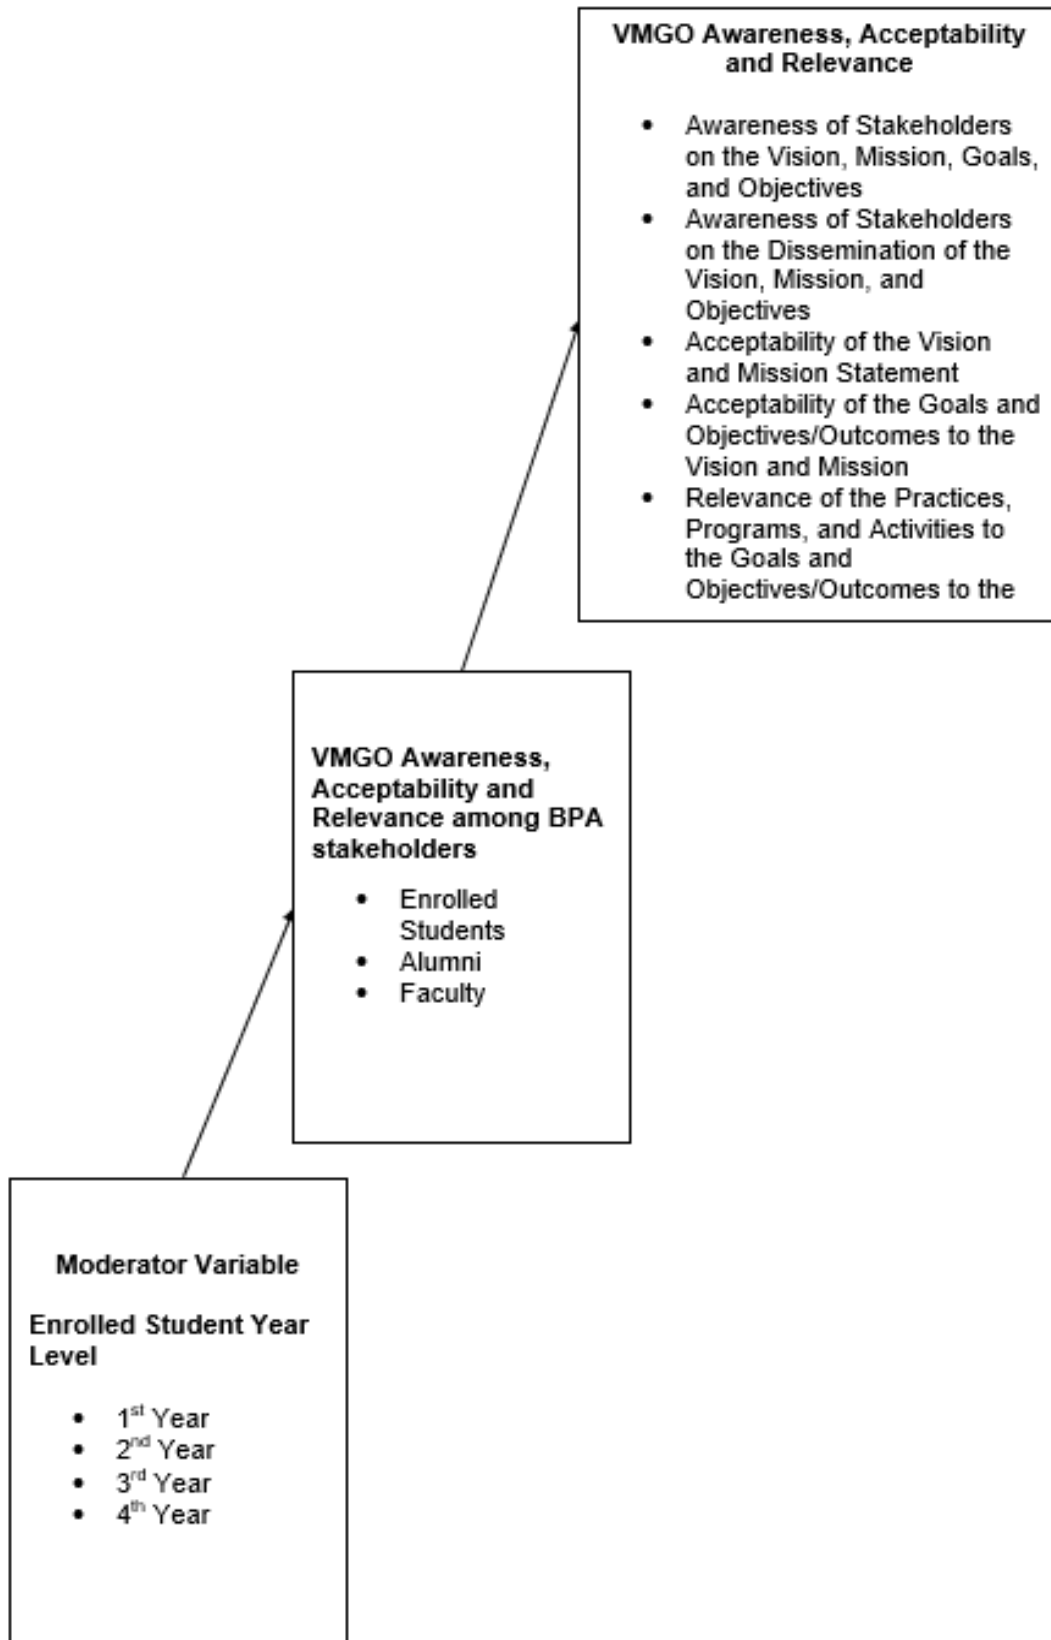 VMGO Awareness, Acceptability
and Relevance
• Awareness of Stakeholders
on the Vision, Mission, Goals,
and Objectives
• Awareness of Stakeholders
on the Dissemination of the
Vision, Mission, and
Objectives
• Acceptability of the Vision
and Mission Statement
• Acceptability of the Goals and
Objectives/Outcomes to the
Vision and Mission
• Relevance of the Practices,
Programs, and Activities to
the Goals and
Objectives/Outcomes to the
VMGO Awareness,
Acceptability and
Relevance among BPA
stakeholders
• Enrolled
Students
• Alumni
• Faculty
Moderator Variable
Enrolled Student Year
Level
• 1st Year
• 2nd Year
• 3rd Year
• 4th Year